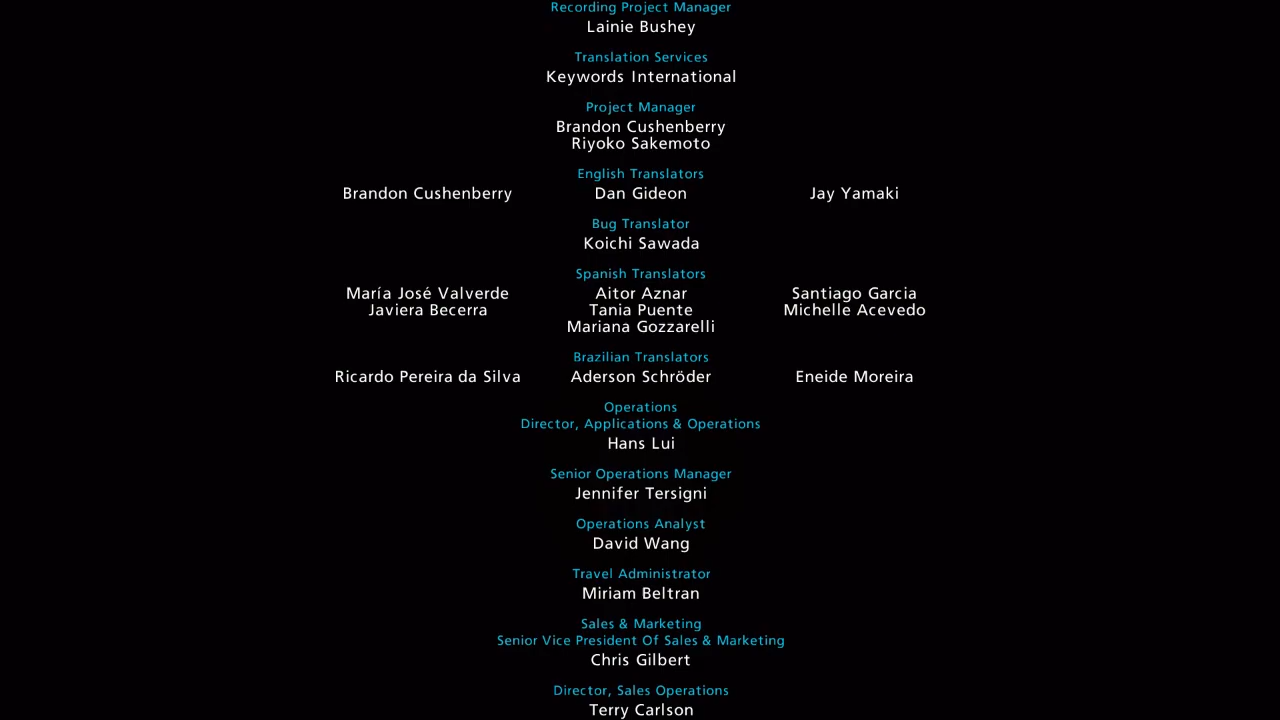 Recording Project Manager
Lainie Bushey
Translation Services
Keywords International
Project Manager
Brandon Cushenberry
Riyoko Sakemoto
English Translators
Brandon Cushenberry Dan Gideon Jay Yamaki
Bug Translator
Koichi Sawada
Spanish Translators
María José Valverde Aitor Aznar Santiago Garcia
Javiera Becerra Tania Puente Michelle Acevedo
Mariana Gozzarelli
Brazilian Translators
Ricardo Pereira da Silva Aderson Schröder Eneide Moreira
Operations
Director, Applications & Operations
Hans Lui
Senior Operations Manager
Jennifer Tersigni
Operations Analyst
David Wang
Travel Administrator
Miriam Beltran
Sales & Marketing
Senior Vice President Of Sales & Marketing
Chris Gilbert
Director, Sales Operations
Terry Carlson